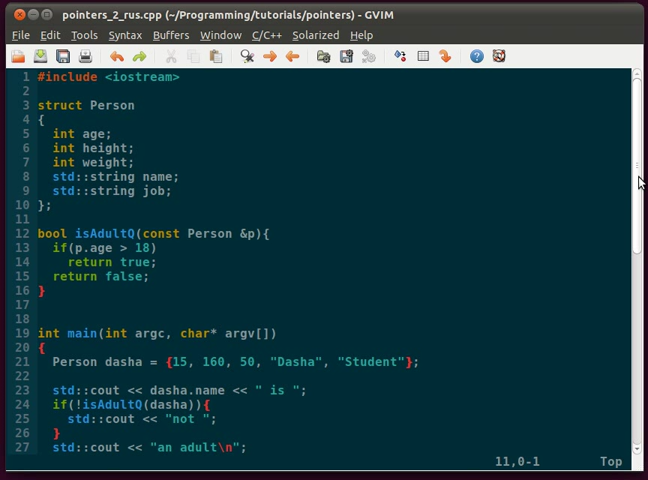 pointers_2_rus.cpp (~/Programming/tutorials/pointers) - GVIM
File Edit Tools Syntax Buffers Window C/C++ Solarized Help
1 #include <iostream>
2
3 struct Person
4 {
5   int age;
6   int height;
7   int weight;
8   std::string name;
9   std::string job;
10 };
11
12 bool isAdultQ(const Person &p){
13   if(p.age > 18)
14     return true;
15   return false;
16 }
17
18
19 int main(int argc, char* argv[])
20 {
21   Person dasha = {15, 160, 50, "Dasha", "Student"};
22
23   std::cout << dasha.name << " is ";
24   if(!isAdultQ(dasha)){
25     std::cout << "not ";
26   }
27   std::cout << "an adult\n";
11,0-1 Top